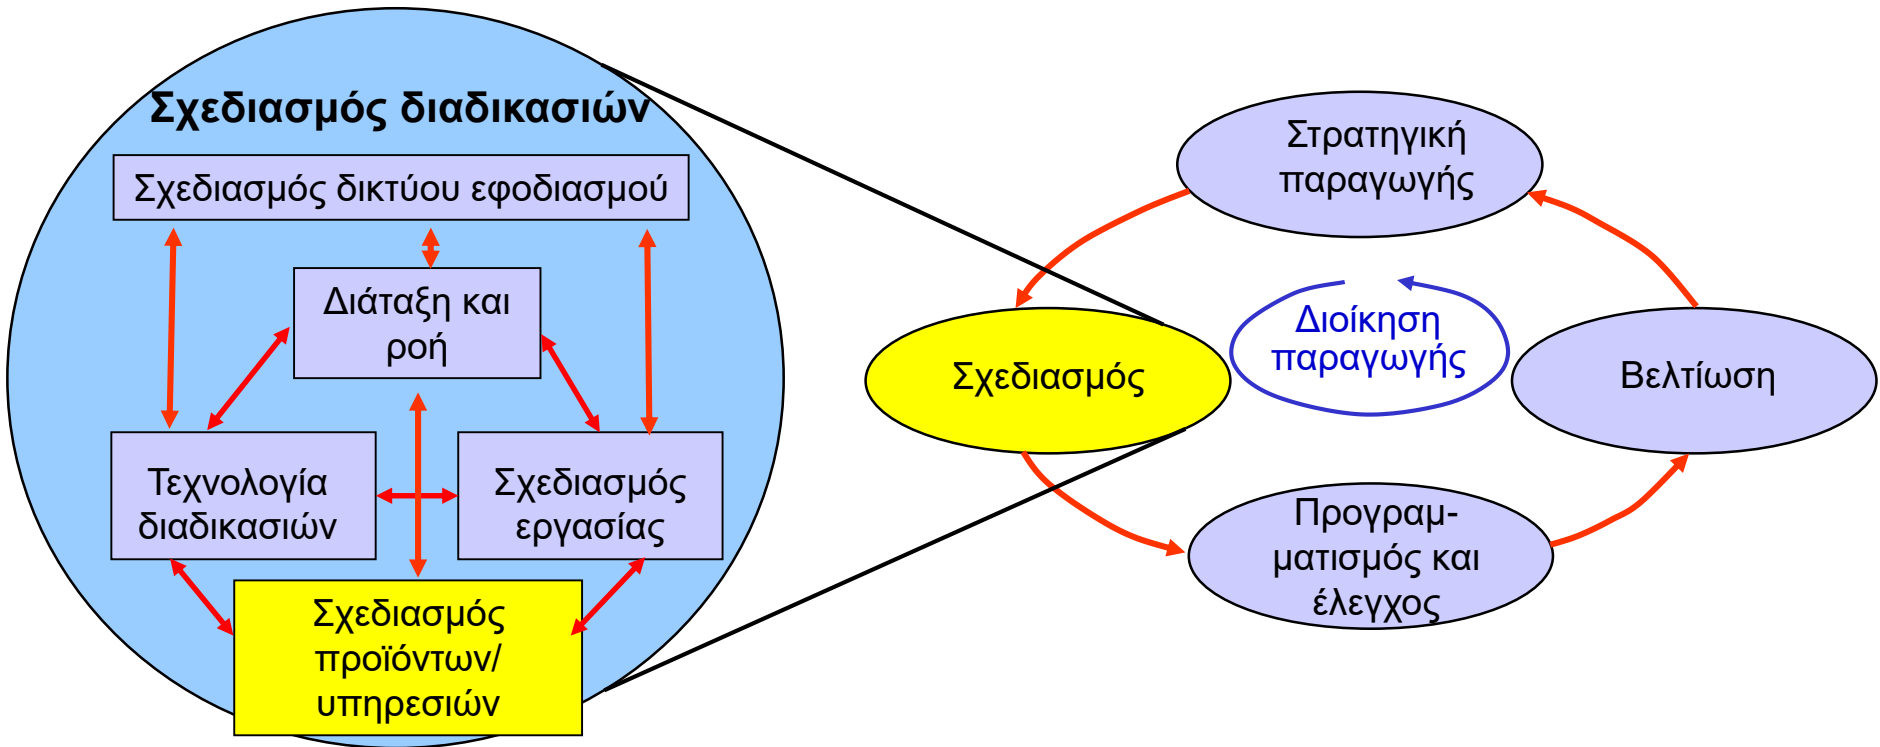 Σχεδιασμός διαδικασιών
Σχεδιασμός δικτύου εφοδιασμού
Διάταξη και
ροή
Τεχνολογία
διαδικασιών
Σχεδιασμός
εργασίας
Σχεδιασμός
προϊόντων/
υπηρεσιών
Στρατηγική
παραγωγής
Σχεδιασμός
Διοίκηση
παραγωγής
Βελτίωση
Προγραμ-
ματισμός και
έλεγχος